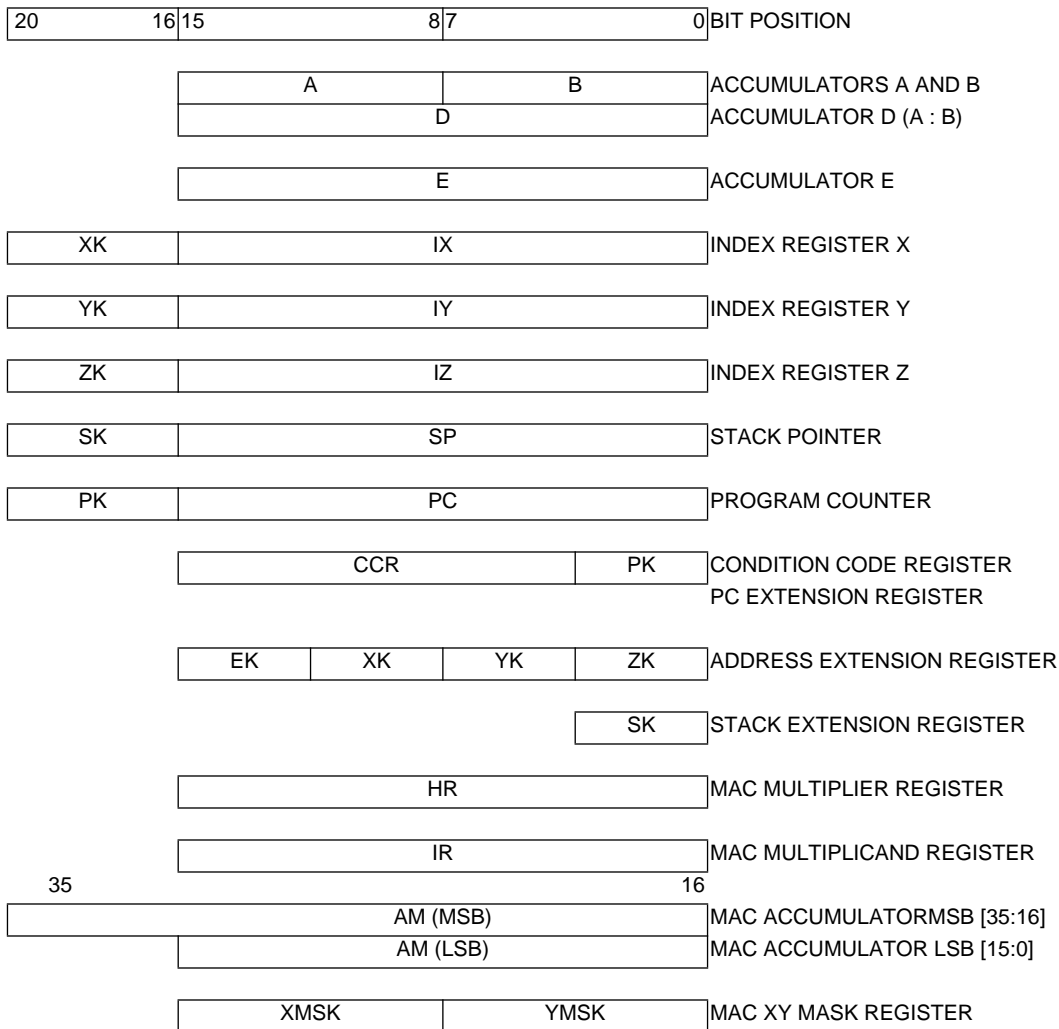 20 16 15 8 7 0 BIT POSITION
A B ACCUMULATORS A AND B
D ACCUMULATOR D (A : B)
E ACCUMULATOR E
XK IX INDEX REGISTER X
YK IY INDEX REGISTER Y
ZK IZ INDEX REGISTER Z
SK SP STACK POINTER
PK PC PROGRAM COUNTER
CCR PK CONDITION CODE REGISTER
PC EXTENSION REGISTER
EK XK YK ZK ADDRESS EXTENSION REGISTER
SK STACK EXTENSION REGISTER
HR MAC MULTIPLIER REGISTER
IR MAC MULTIPLICAND REGISTER
35 16
AM (MSB) MAC ACCUMULATORMSB [35:16]
AM (LSB) MAC ACCUMULATOR LSB [15:0]
XMSK YMSK MAC XY MASK REGISTER